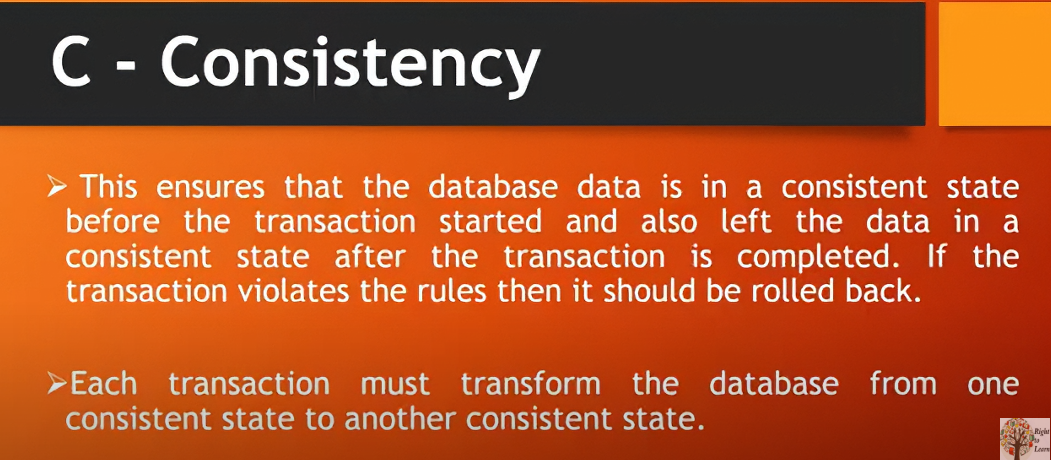 C - Consistency
➢ This ensures that the database data is in a consistent state
before the transaction started and also left the data in a
consistent state after the transaction is completed. If the
transaction violates the rules then it should be rolled back.
➢Each transaction must transform the database from one
consistent state to another consistent state.
Right
to
Learn